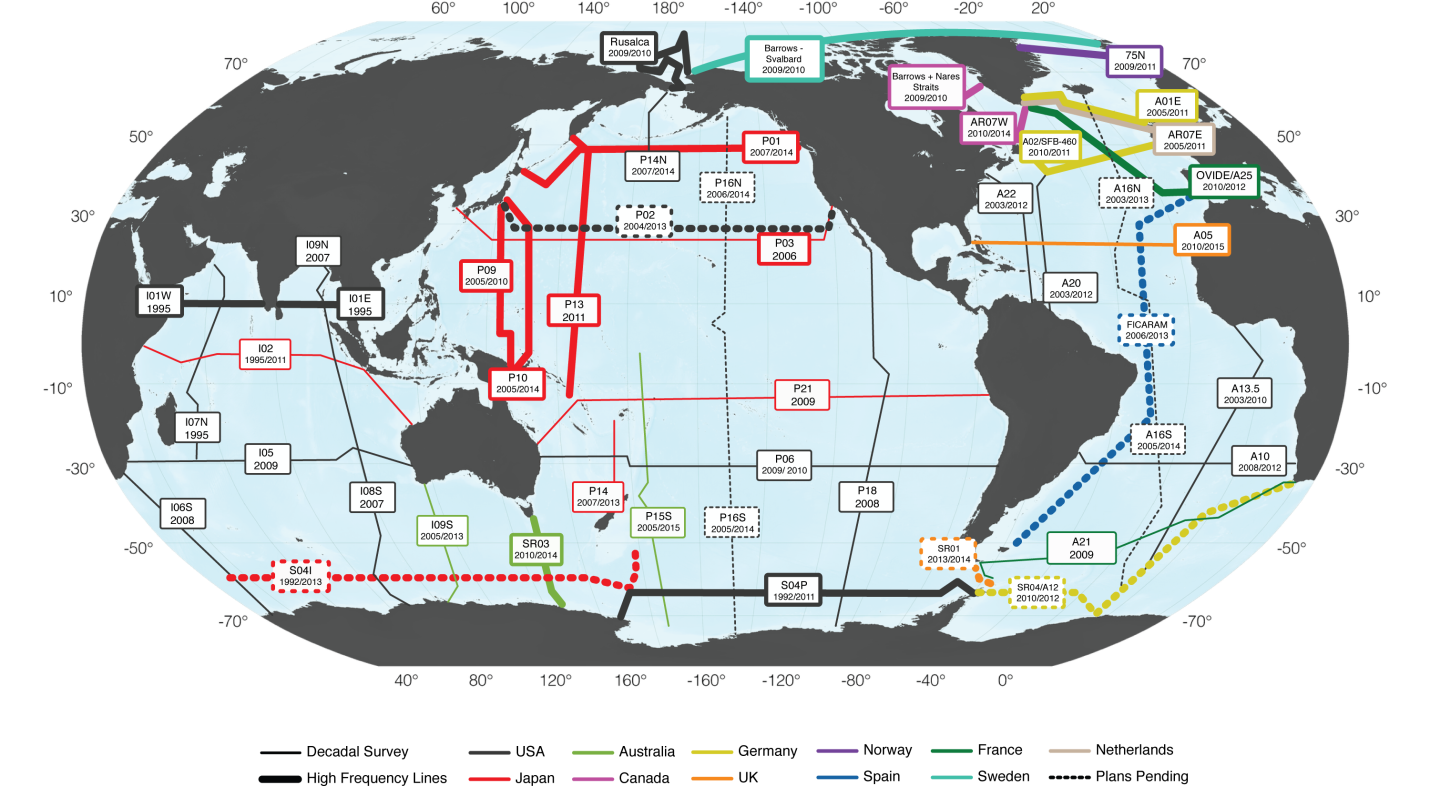 60°
100°
140°
180°
-140°
-100°
-60°
-20°
20°
70°
50°
30°
10°
-10°
-30°
-50°
-70°
70°
50°
30°
10°
-10°
-30°
-50°
-70°
Rusalca
2009/2010
Barrows -
Svalbard
2009/2010
Barrows + Nares
Straits
2009/2010
75N
2009/2011
A01E
2005/2011
AR07W
2010/2014
A02/SFB-460
2010/2011
AR07E
2005/2011
P01
2007/2014
P14N
2007/2014
P16N
2006/2014
A22
2003/2012
A16N
2003/2013
OVIDE/A25
2010/2012
P02
2004/2013
P03
2006
A05
2010/2015
I09N
2007
P09
2005/2010
A20
2003/2012
I01W
1995
I01E
1995
P13
2011
FICARAM
2006/2013
I02
1995/2011
P10
2005/2014
P21
2009
A13.5
2003/2010
I07N
1995
A16S
2005/2014
I05
2009
P06
2009/ 2010
A10
2008/2012
I06S
2008
I08S
2007
P14
2007/2013
P18
2008
I09S
2005/2013
P15S
2005/2015
P16S
2005/2014
SR03
2010/2014
SR01
2013/2014
A21
2009
S04I
1992/2013
S04P
1992/2011
SR04/A12
2010/2012
40°
80°
120°
160°
-160°
-120°
-80°
-40°
0°
Decadal Survey
USA
Australia
Germany
Norway
France
Netherlands
High Frequency Lines
Japan
Canada
UK
Spain
Sweden
Plans Pending